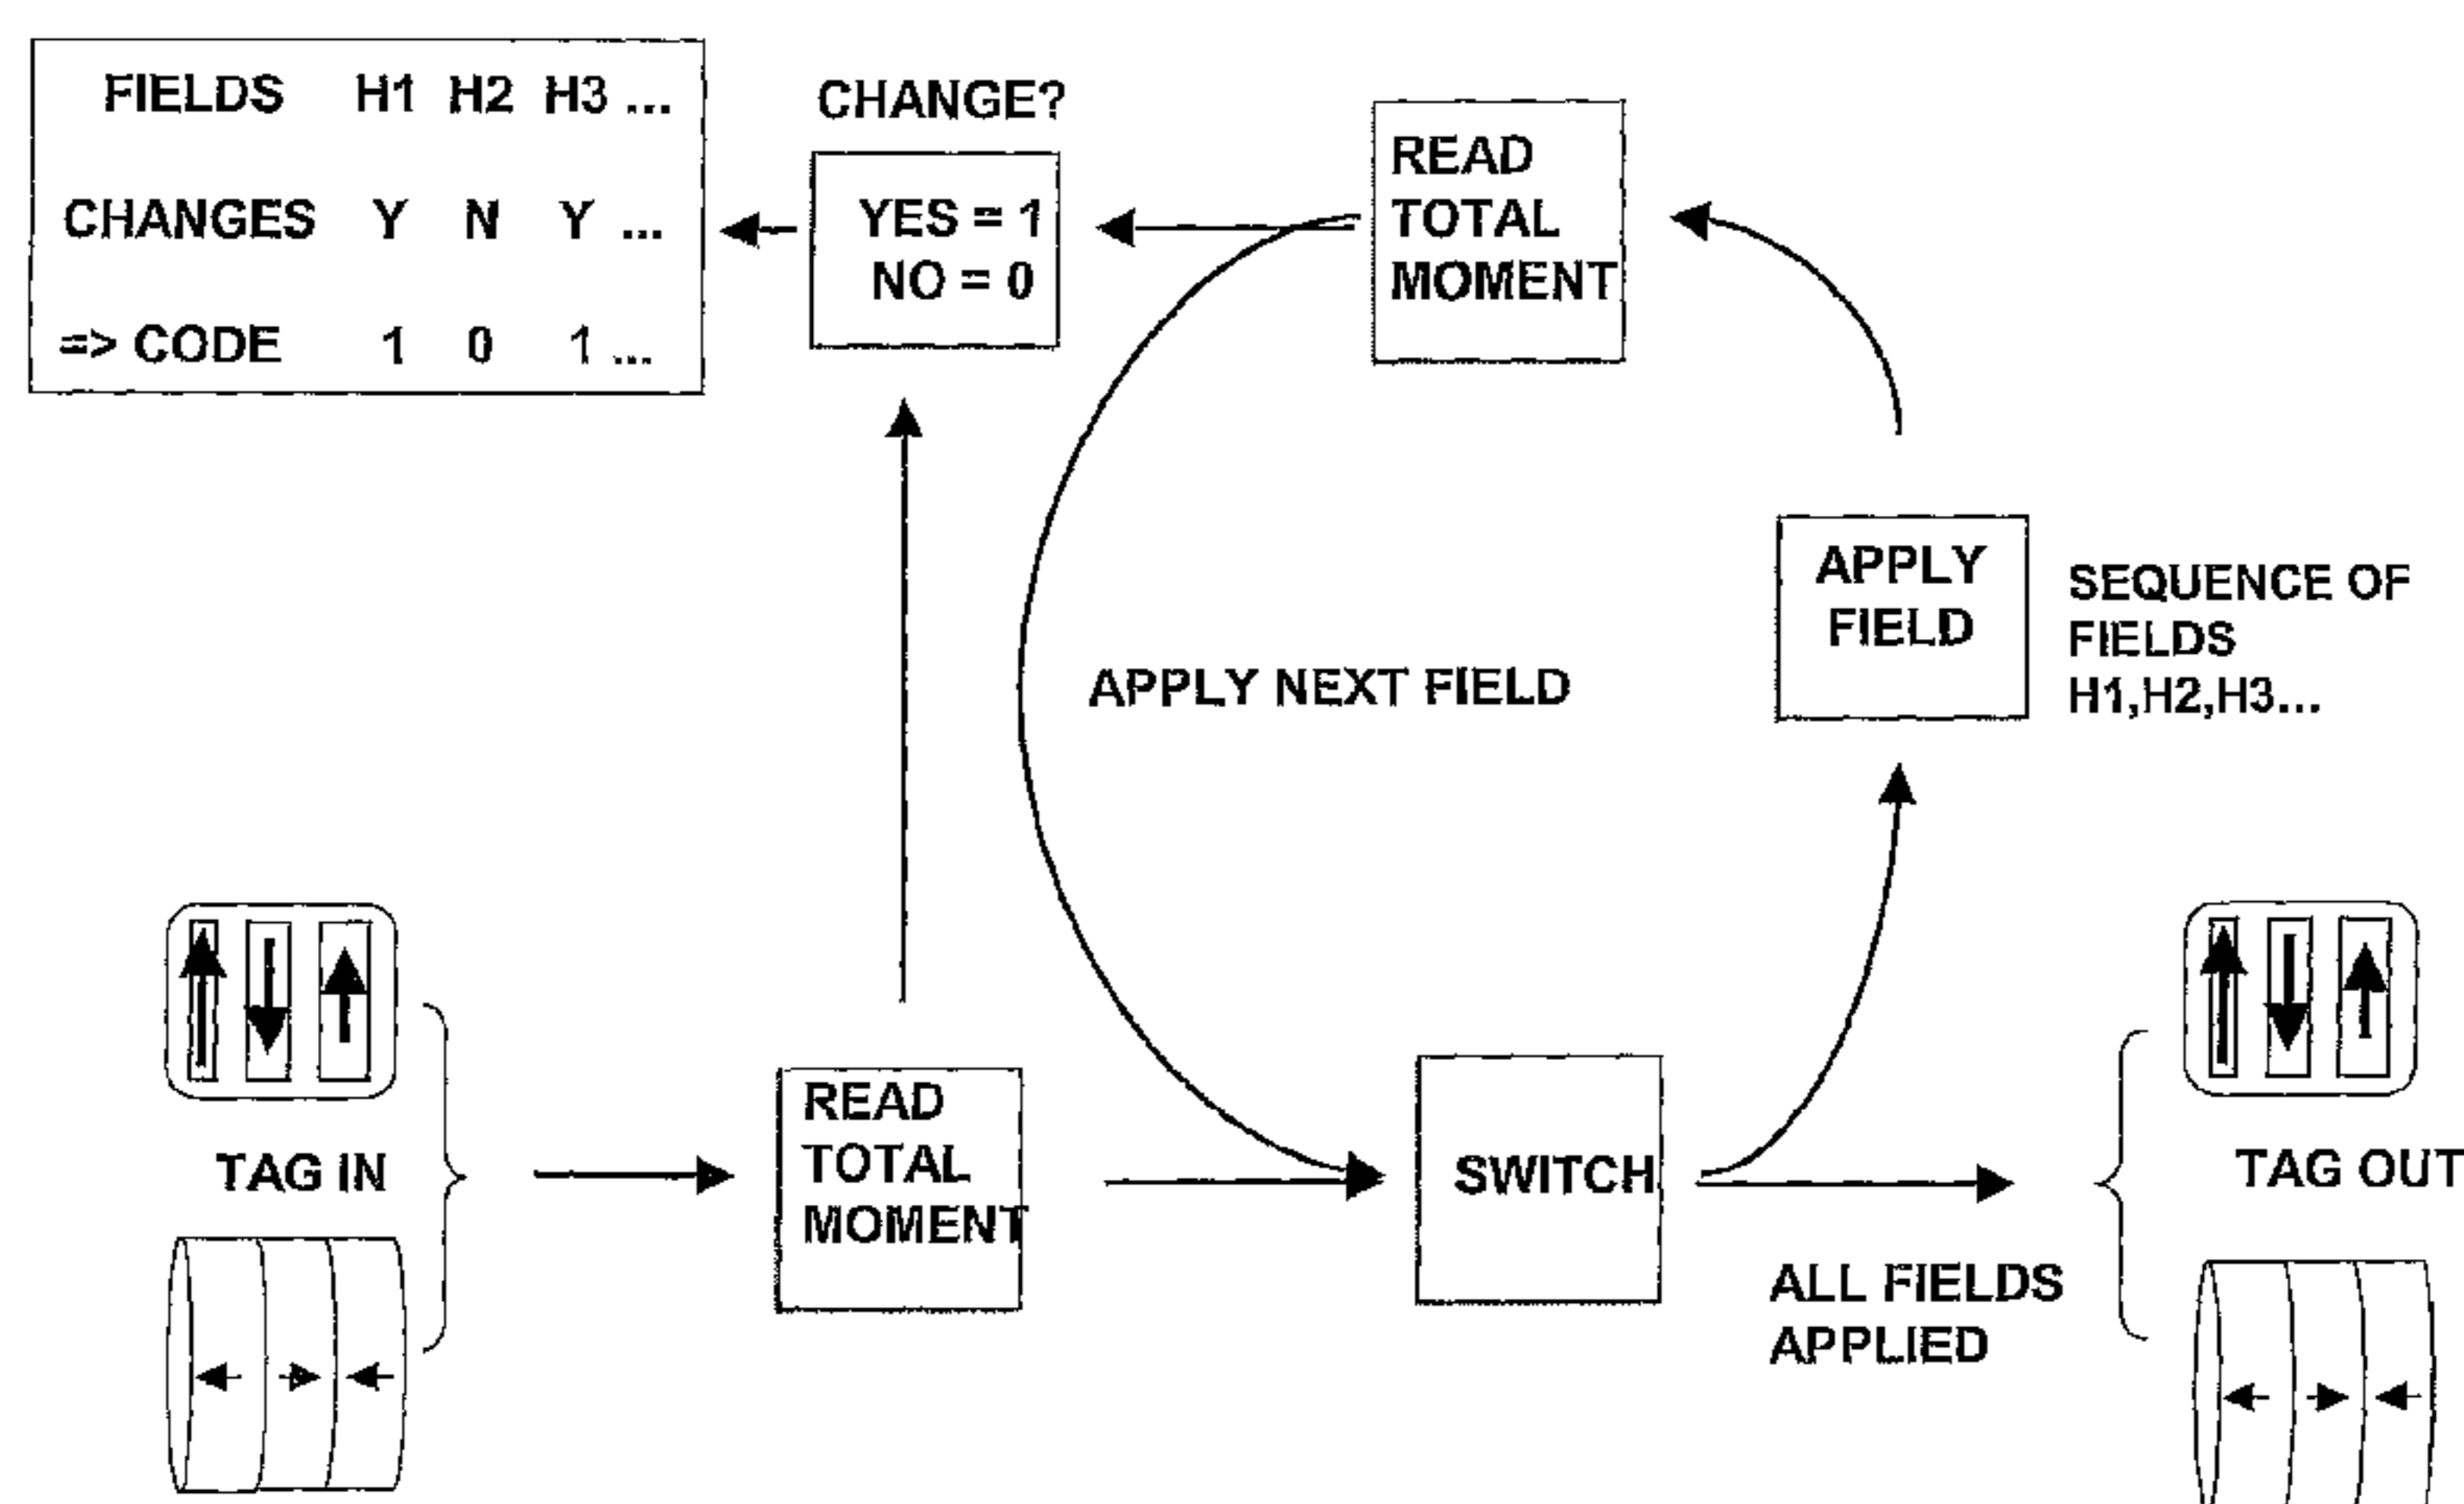 FIELDS H1 H2 H3 ...
CHANGES Y N Y ...
=> CODE 1 0 1 ...
CHANGE?
YES = 1
NO = 0
READ
TOTAL
MOMENT
APPLY
FIELD
SEQUENCE OF
FIELDS
H1,H2,H3...
APPLY NEXT FIELD
TAG IN
READ
TOTAL
MOMENT
SWITCH
ALL FIELDS
APPLIED
TAG OUT